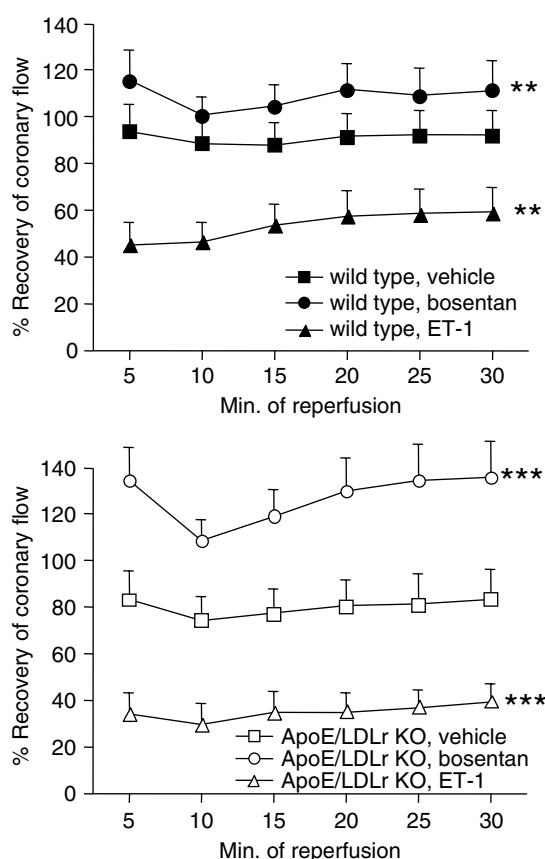 140
120
100
80
60
40
20
0
% Recovery of coronary flow
**
**
wild type, vehicle
wild type, bosentan
wild type, ET-1
5 10 15 20 25 30
Min. of reperfusion
140
120
100
80
60
40
20
0
% Recovery of coronary flow
***
***
ApoE/LDLr KO, vehicle
ApoE/LDLr KO, bosentan
ApoE/LDLr KO, ET-1
5 10 15 20 25 30
Min. of reperfusion